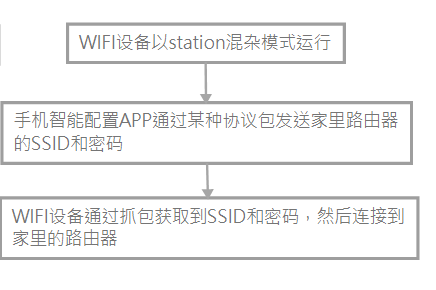 WIFI设备以station混杂模式运行
手机智能配置APP通过某种协议包发送家里路由器
的SSID和密码
WIFI设备通过抓包获取到SSID和密码，然后连接到
家里的路由器